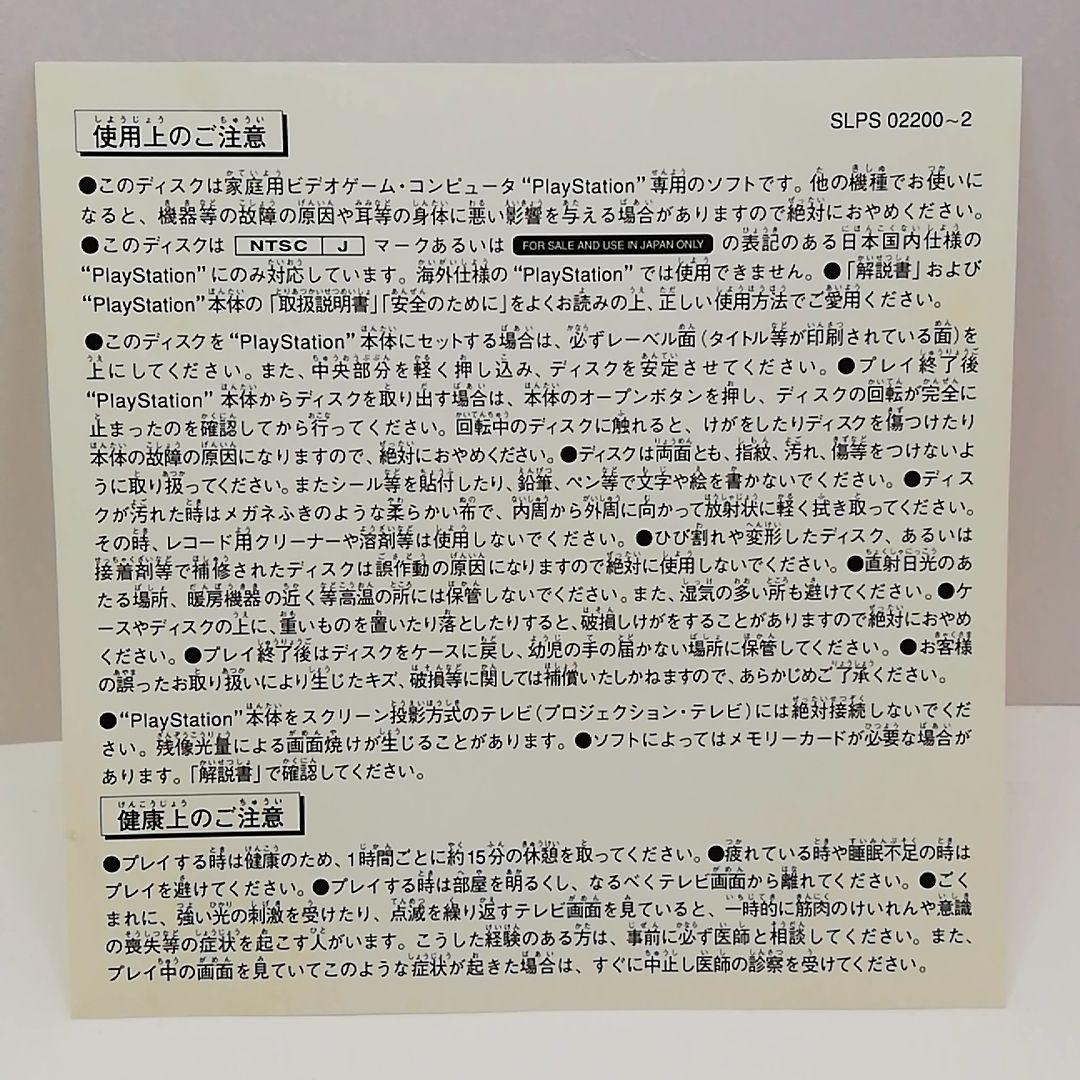 使用上のご注意
SLPS 02200~2
●このディスクは家庭用ビデオゲーム・コンピュータ“PlayStation”専用のソフトです。他の機種でお使いに
なると、機器等の故障の原因や耳等の身体に悪い影響を与える場合がありますので絶対におやめください。
●このディスクは NTSC J マークあるいは FOR SALE AND USE IN JAPAN ONLY の表記のある日本国内仕様の
“PlayStation”にのみ対応しています。海外仕様の“PlayStation”では使用できません。●「解説書」および
“PlayStation”本体の「取扱説明書」「安全のために」をよくお読みの上、正しい使用方法でご愛用ください。
●このディスクを“PlayStation”本体にセットする場合は、必ずレーベル面(タイトル等が印刷されている面)を
上にしてください。また、中央部分を軽く押し込み、ディスクを安定させてください。●プレイ終了後
“PlayStation”本体からディスクを取り出す場合は、本体のオープンボタンを押し、ディスクの回転が完全に
止まったのを確認してから行ってください。回転中のディスクに触れると、けがをしたりディスクを傷つけたり
本体の故障の原因になりますので、絶対におやめください。●ディスクは両面とも、指紋、汚れ、傷等をつけないよ
うに取り扱ってください。またシール等を貼付したり、鉛筆、ペン等で文字や絵を書かないでください。●ディス
クが汚れた時はメガネふきのような柔らかい布で、内周から外周に向かって放射状に軽く拭き取ってください。
その時、レコード用クリーナーや溶剤等は使用しないでください。●ひび割れや変形したディスク、あるいは
接着剤等で補修されたディスクは誤作動の原因になりますので絶対に使用しないでください。●直射日光のあ
たる場所、暖房機器の近く等高温の所には保管しないでください。また、湿気の多い所も避けてください。●ケ
ースやディスクの上に、重いものを置いたり落としたりすると、破損しけがをすることがありますので絶対におやめ
ください。●プレイ終了後はディスクをケースに戻し、幼児の手の届かない場所に保管してください。●お客様
の誤ったお取り扱いにより生じたキズ、破損等に関しては補償いたしかねますので、あらかじめご了承ください。
●“PlayStation”本体をスクリーン投影方式のテレビ(プロジェクション・テレビ)には絶対接続しないでくだ
さい。残像光量による画面焼けが生じることがあります。●ソフトによってはメモリーカードが必要な場合が
あります。「解説書」で確認してください。
健康上のご注意
●プレイする時は健康のため、1時間ごとに約15分の休憩を取ってください。●疲れている時や睡眠不足の時は
プレイを避けてください。●プレイする時は部屋を明るくし、なるべくテレビ画面から離れてください。●ごく
まれに、強い光の刺激を受けたり、点滅を繰り返すテレビ画面を見ていると、一時的に筋肉のけいれんや意識
の喪失等の症状を起こす人がいます。こうした経験のある方は、事前に必ず医師と相談してください。また、
プレイ中の画面を見ていてこのような症状が起きた場合は、すぐに中止し医師の診察を受けてください。